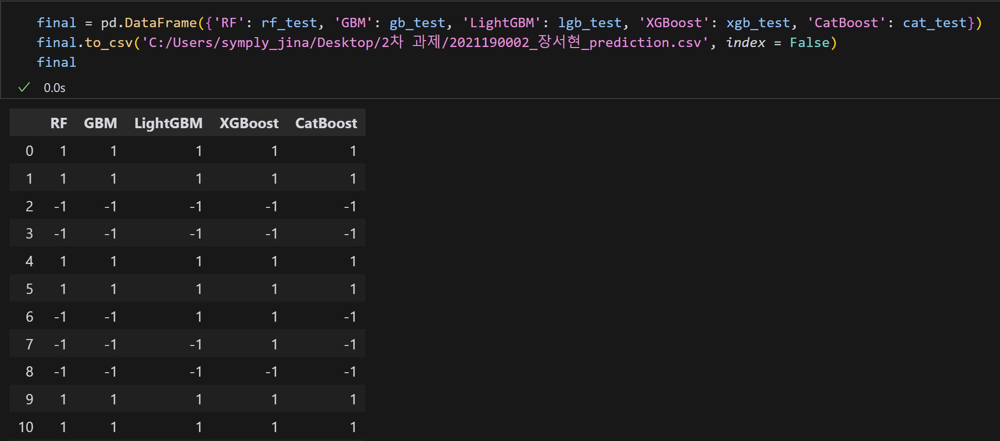 final = pd.DataFrame({'RF': rf_test, 'GBM': gb_test, 'LightGBM': lgb_test, 'XGBoost': xgb_test, 'CatBoost': cat_test})
final.to_csv('C:/Users/symply_jina/Desktop/2차 과제/2021190002_장서현_prediction.csv', index = False)
final
✓ 0.0s
RF GBM LightGBM XGBoost CatBoost
0 1 1 1 1 1
1 1 1 1 1 1
2 -1 -1 -1 -1 -1
3 -1 -1 -1 -1 -1
4 1 1 1 1 1
5 1 1 1 1 1
6 -1 -1 1 1 -1
7 -1 -1 -1 1 -1
8 -1 -1 -1 -1 -1
9 1 1 1 1 1
10 1 1 1 1 1